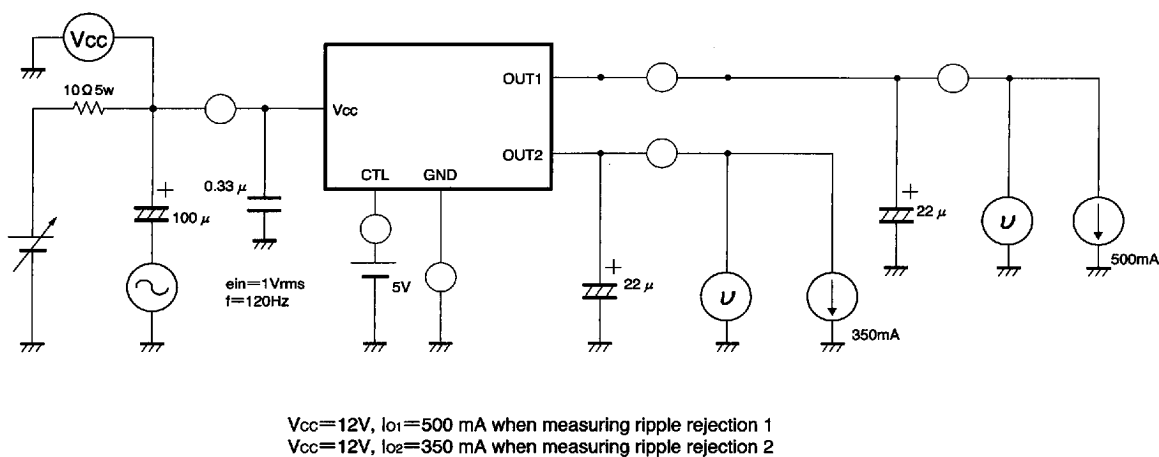 Vcc
10Ω 5w
Vcc
OUT1
OUT2
CTL
GND
+
100 μ
0.33 μ
ein=1Vrms
f=120Hz
5V
+
22 μ
υ
350mA
+
22 μ
υ
500mA
Vcc=12V, Io1=500 mA when measuring ripple rejection 1
Vcc=12V, Io2=350 mA when measuring ripple rejection 2